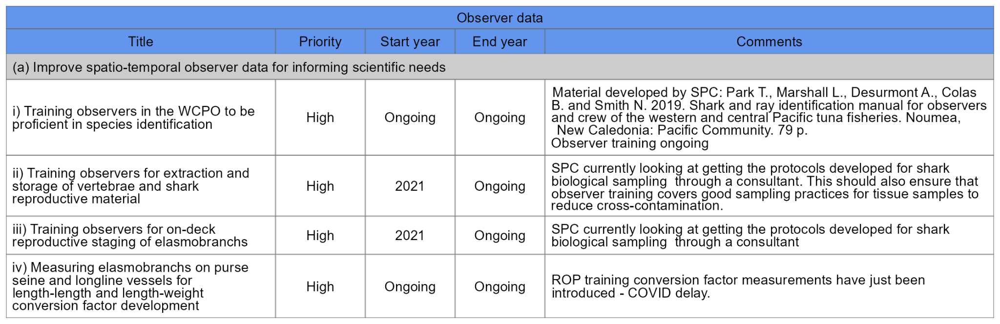 Observer data
Title
Priority
Start year
End year
Comments
(a) Improve spatio-temporal observer data for informing scientific needs
i) Training observers in the WCPO to be
proficient in species identification
High
Ongoing
Ongoing
Material developed by SPC: Park T., Marshall L., Desurmont A., Colas
B. and Smith N. 2019. Shark and ray identification manual for observers
and crew of the western and central Pacific tuna fisheries. Noumea,
New Caledonia: Pacific Community. 79 p.
Observer training ongoing
ii) Training observers for extraction and
storage of vertebrae and shark
reproductive material
High
2021
Ongoing
SPC currently looking at getting the protocols developed for shark
biological sampling  through a consultant. This should also ensure that
observer training covers good sampling practices for tissue samples to
reduce cross-contamination.
iii) Training observers for on-deck
reproductive staging of elasmobranchs
High
2021
Ongoing
SPC currently looking at getting the protocols developed for shark
biological sampling  through a consultant
iv) Measuring elasmobranchs on purse
seine and longline vessels for
length-length and length-weight
conversion factor development
High
Ongoing
Ongoing
ROP training conversion factor measurements have just been
introduced - COVID delay.